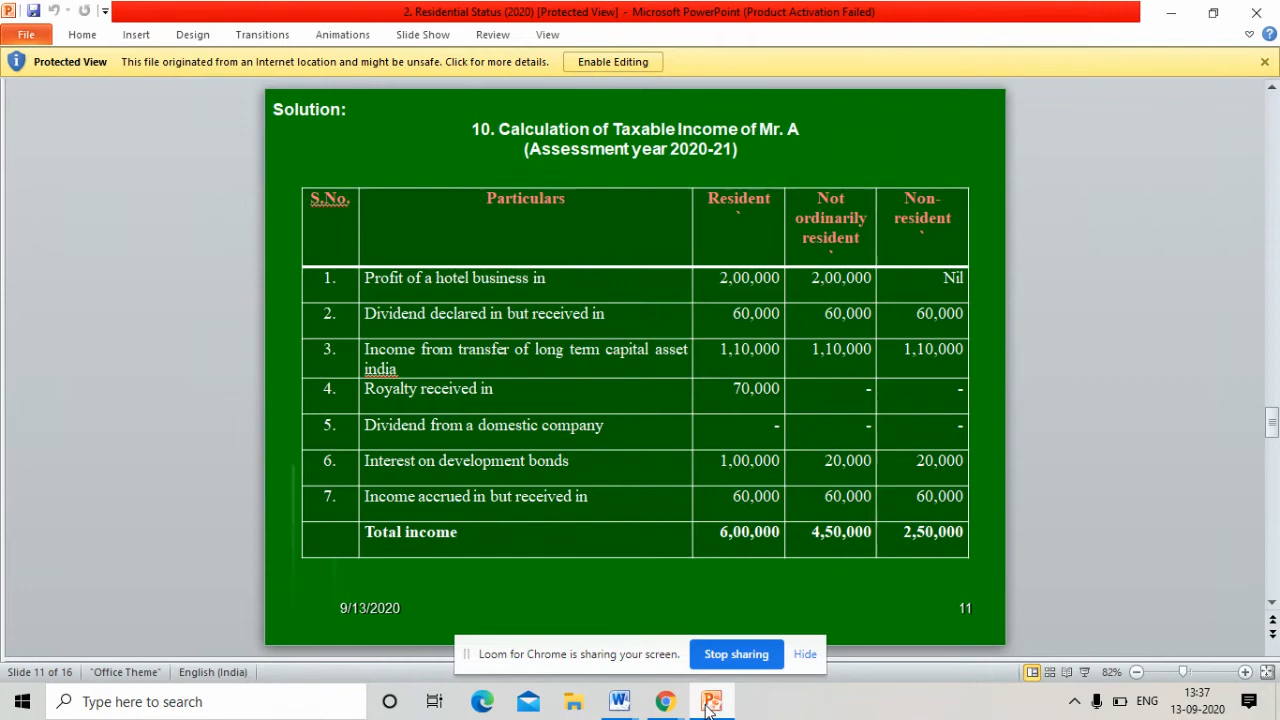 2. Residential Status (2020) [Protected View] - Microsoft PowerPoint (Product Activation Failed)
File Home Insert Design Transitions Animations Slide Show Review View
Protected View This file originated from an Internet location and might be unsafe. Click for more details. Enable Editing
Solution:
10. Calculation of Taxable Income of Mr. A
(Assessment year 2020-21)
S.No. Particulars Resident ` Not ordinarily resident ` Non-resident `
1. Profit of a hotel business in 2,00,000 2,00,000 Nil
2. Dividend declared in but received in 60,000 60,000 60,000
3. Income from transfer of long term capital asset india 1,10,000 1,10,000 1,10,000
4. Royalty received in 70,000 - -
5. Dividend from a domestic company - - -
6. Interest on development bonds 1,00,000 20,000 20,000
7. Income accrued in but received in 60,000 60,000 60,000
Total income 6,00,000 4,50,000 2,50,000
9/13/2020 11
Loom for Chrome is sharing your screen. Stop sharing Hide
Slide 11 of 16 "Office Theme" English (India) 82%
Type here to search ENG 13:37
13-09-2020